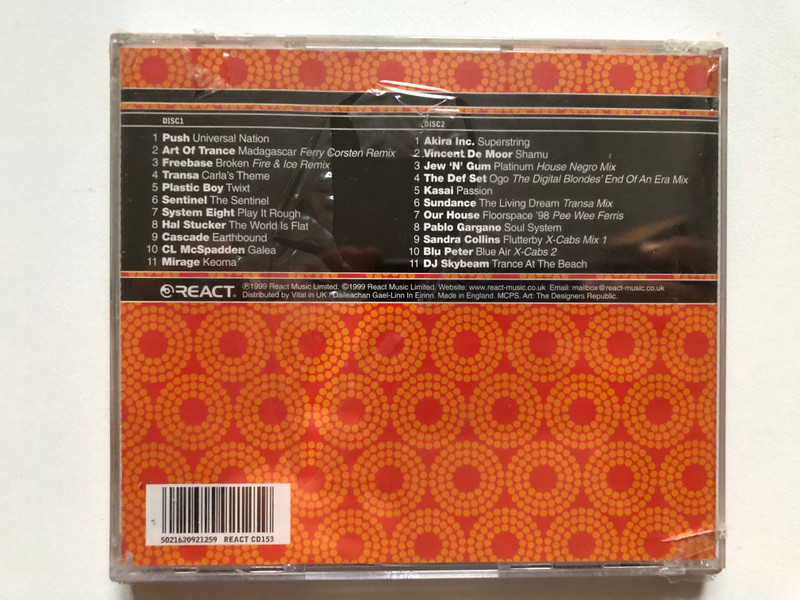 DISC1
1 Push Universal Nation
2 Art Of Trance Madagascar Ferry Corsten Remix
3 Freebase Broken Fire & Ice Remix
4 Transa Carla's Theme
5 Plastic Boy Twixt
6 Sentinel The Sentinel
7 System Eight Play It Rough
8 Hal Stucker The World Is Flat
9 Cascade Earthbound
10 CL McSpadden Galea
11 Mirage Keoma
DISC2
1 Akira Inc. Superstring
2 Vincent De Moor Shamu
3 Jew 'N' Gum Platinum House Negro Mix
4 The Def Set Ogo The Digital Blondes' End Of An Era Mix
5 Kasai Passion
6 Sundance The Living Dream Transa Mix
7 Our House Floorspace '98 Pee Wee Ferris
8 Pablo Gargano Soul System
9 Sandra Collins Flutterby X-Cabs Mix 1
10 Blu Peter Blue Air X-Cabs 2
11 DJ Skybeam Trance At The Beach
REACT® ℗1999 React Music Limited. ©1999 React Music Limited. Website: www.react-music.co.uk Email: mailbox@react-music.co.uk
Distributed by Vital in UK / Daileachan Gael-Linn In Eirinn. Made in England. MCPS. Art: The Designers Republic.
5021620921259 REACT CD153